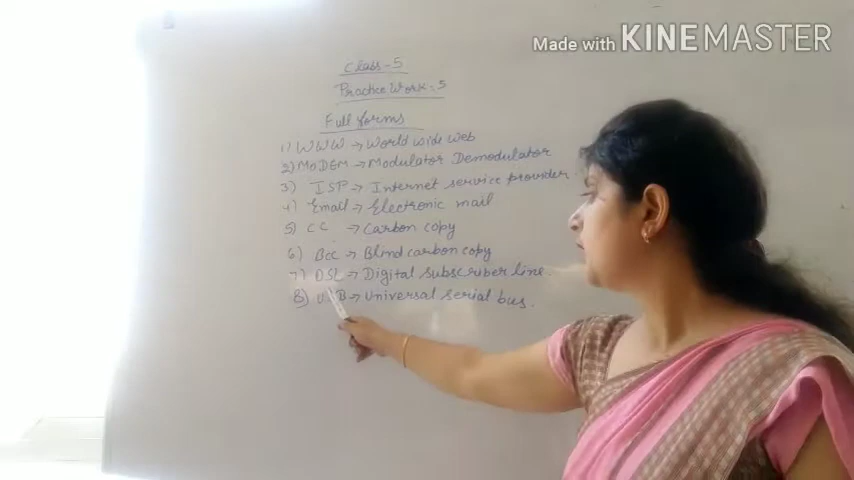 Made with KINEMASTER
Class-5
Practice Work:5
Full forms
1) WWW → World wide web
2) MODEM → Modulator Demodulator
3) ISP → Internet service provider
4) Email → Electronic mail
5) CC → Carbon copy
6) Bcc → Blind carbon copy
7) DSL → Digital subscriber line.
8) USB → Universal serial bus.